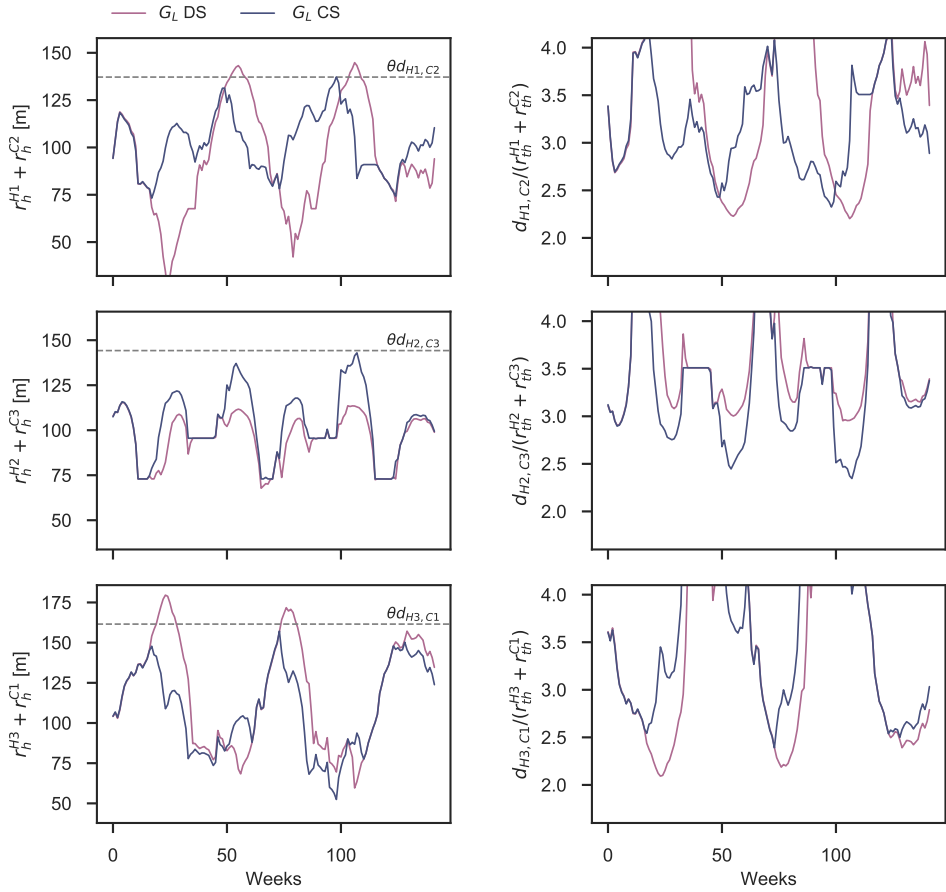 G_L DS G_L CS
r_h^{H1} + r_h^{C2} [m]
150
125
100
75
50
θd_{H1, C2}
d_{H1, C2}/(r_{th}^{H1} + r_{th}^{C2})
4.0
3.5
3.0
2.5
2.0
r_h^{H2} + r_h^{C3} [m]
150
125
100
75
50
θd_{H2, C3}
d_{H2, C3}/(r_{th}^{H2} + r_{th}^{C3})
4.0
3.5
3.0
2.5
2.0
r_h^{H3} + r_h^{C1} [m]
175
150
125
100
75
50
θd_{H3, C1}
0 50 100
Weeks
d_{H3, C1}/(r_{th}^{H3} + r_{th}^{C1})
4.0
3.5
3.0
2.5
2.0
0 50 100
Weeks